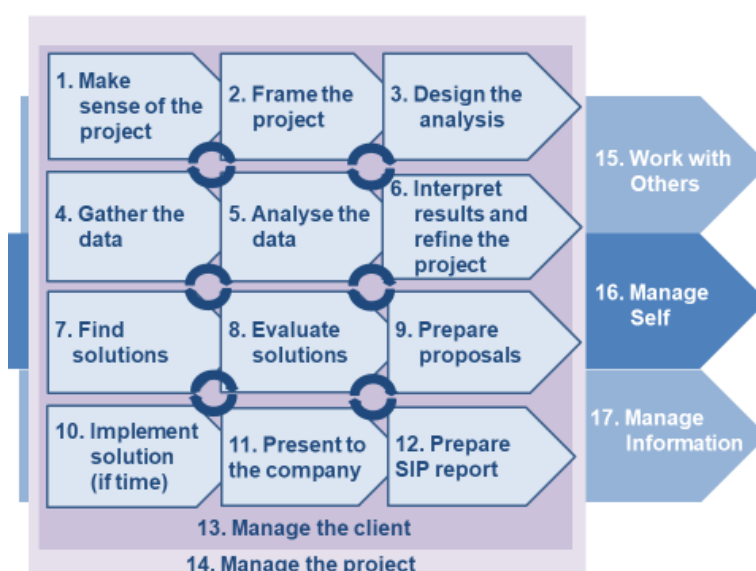 1. Make
sense of the
project
2. Frame the
project
3. Design the
analysis
4. Gather the
data
5. Analyse the
data
6. Interpret
results and
refine the
project
7. Find
solutions
8. Evaluate
solutions
9. Prepare
proposals
10. Implement
solution
(if time)
11. Present to
the company
12. Prepare
SIP report
13. Manage the client
14. Manage the project
15. Work with
Others
16. Manage
Self
17. Manage
Information